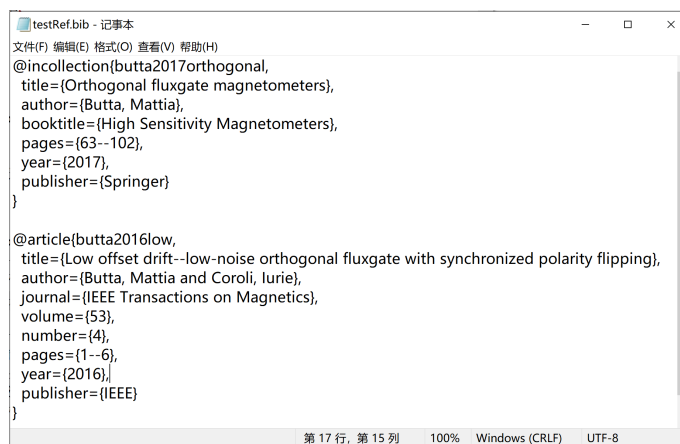 testRef.bib - 记事本
文件(F) 编辑(E) 格式(O) 查看(V) 帮助(H)
@incollection{butta2017orthogonal,
title={Orthogonal fluxgate magnetometers},
author={Butta, Mattia},
booktitle={High Sensitivity Magnetometers},
pages={63--102},
year={2017},
publisher={Springer}
}
@article{butta2016low,
title={Low offset drift--low-noise orthogonal fluxgate with synchronized polarity flipping},
author={Butta, Mattia and Coroli, Iurie},
journal={IEEE Transactions on Magnetics},
volume={53},
number={4},
pages={1--6},
year={2016},
publisher={IEEE}
}
第 17 行，第 15 列 100% Windows (CRLF) UTF-8